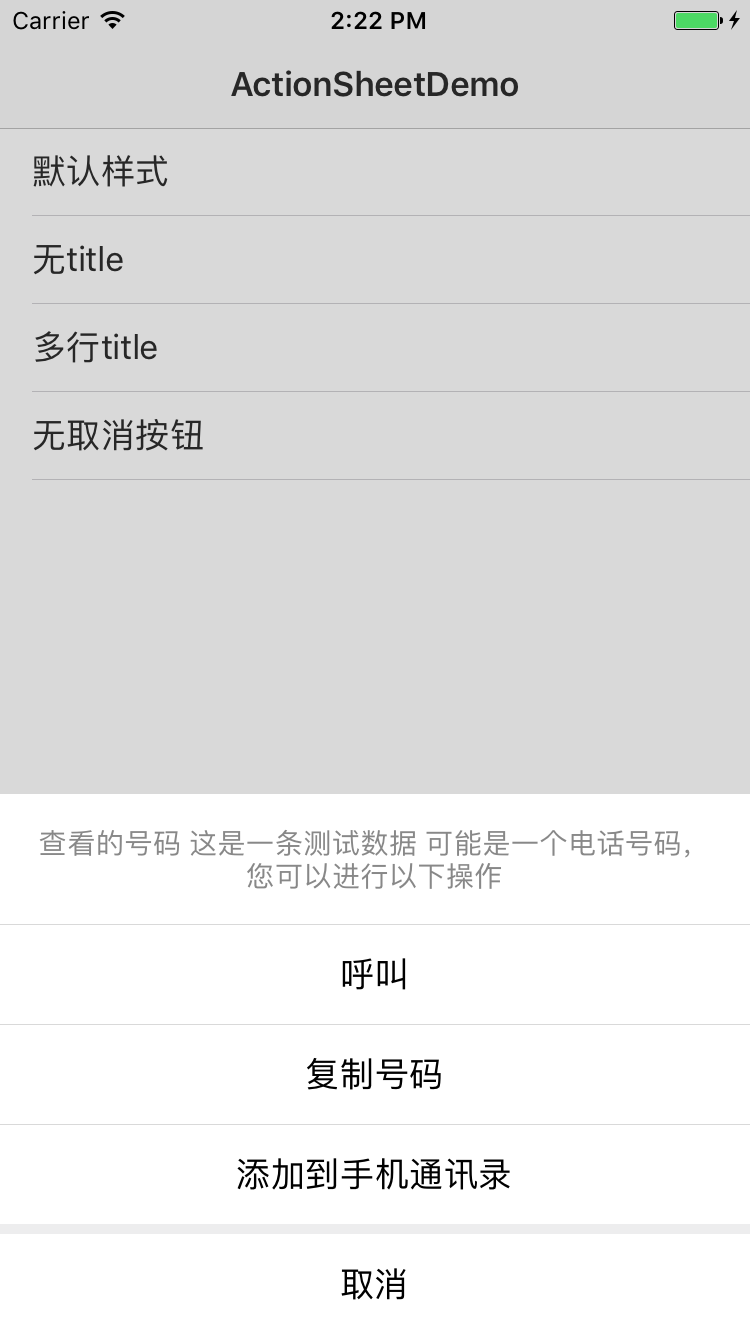 Carrier 2:22 PM
ActionSheetDemo
默认样式
无title
多行title
无取消按钮
查看的号码 这是一条测试数据 可能是一个电话号码，
您可以进行以下操作
呼叫
复制号码
添加到手机通讯录
取消